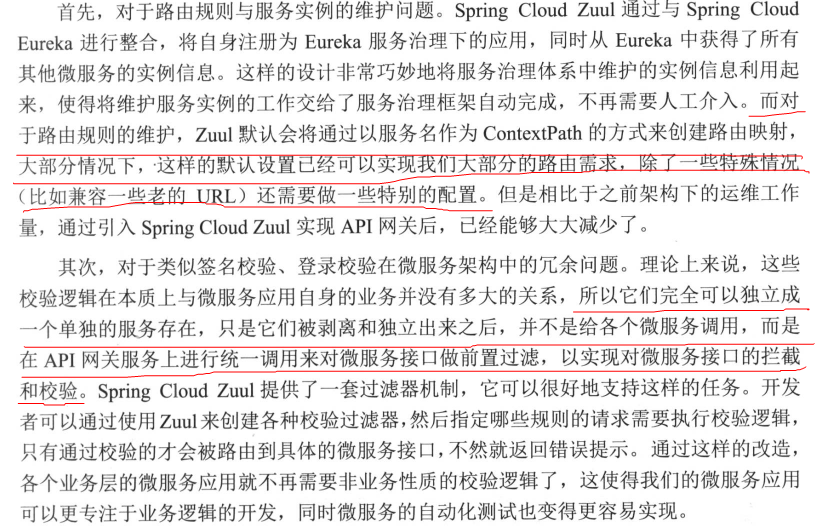 首先，对于路由规则与服务实例的维护问题。Spring Cloud Zuul 通过与 Spring Cloud
Eureka 进行整合，将自身注册为 Eureka 服务治理下的应用，同时从 Eureka 中获得了所有
其他微服务的实例信息。这样的设计非常巧妙地将服务治理体系中维护的实例信息利用起
来，使得将维护服务实例的工作交给了服务治理框架自动完成，不再需要人工介入。而对
于路由规则的维护，Zuul 默认会将通过以服务名作为 ContextPath 的方式来创建路由映射，
大部分情况下，这样的默认设置已经可以实现我们大部分的路由需求，除了一些特殊情况
（比如兼容一些老的 URL）还需要做一些特别的配置。但是相比于之前架构下的运维工作
量，通过引入 Spring Cloud Zuul 实现 API 网关后，已经能够大大减少了。
其次，对于类似签名校验、登录校验在微服务架构中的冗余问题。理论上来说，这些
校验逻辑在本质上与微服务应用自身的业务并没有多大的关系，所以它们完全可以独立成
一个单独的服务存在，只是它们被剥离和独立出来之后，并不是给各个微服务调用，而是
在 API 网关服务上进行统一调用来对微服务接口做前置过滤，以实现对微服务接口的拦截
和校验。Spring Cloud Zuul 提供了一套过滤器机制，它可以很好地支持这样的任务。开发
者可以通过使用 Zuul 来创建各种校验过滤器，然后指定哪些规则的请求需要执行校验逻辑，
只有通过校验的才会被路由到具体的微服务接口，不然就返回错误提示。通过这样的改造，
各个业务层的微服务应用就不再需要非业务性质的校验逻辑了，这使得我们的微服务应用
可以更专注于业务逻辑的开发，同时微服务的自动化测试也变得更容易实现。